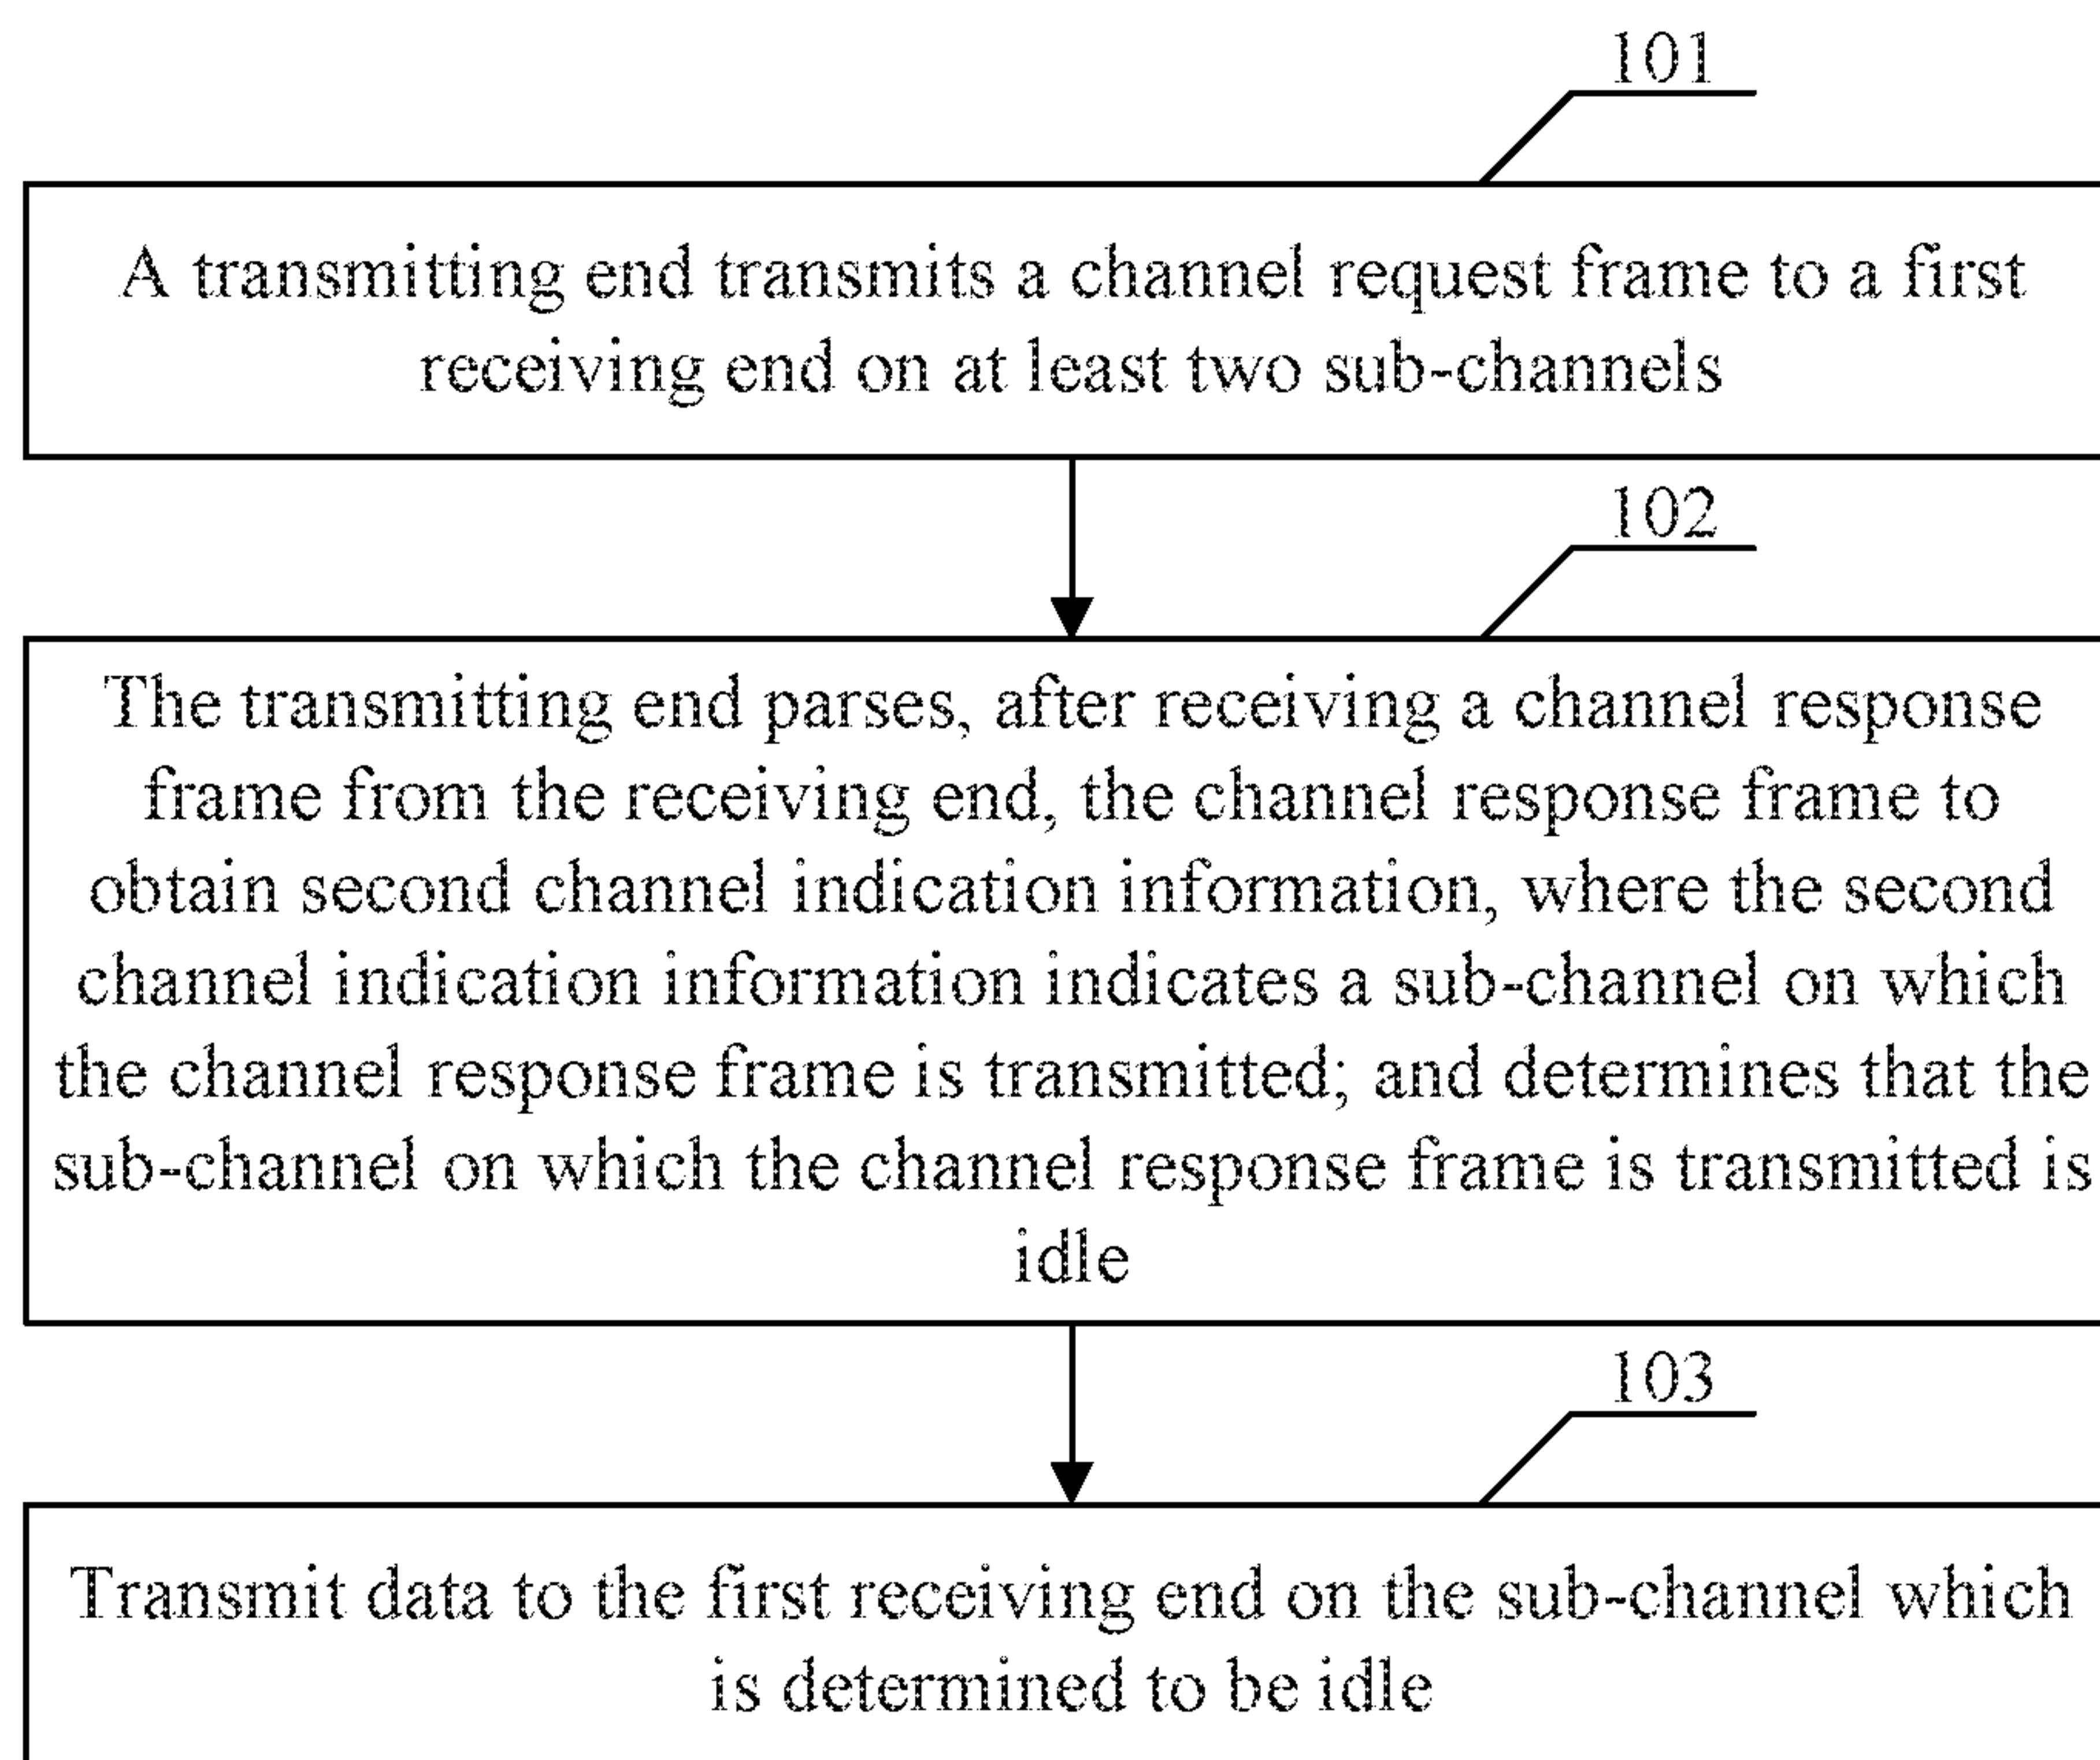 101
A transmitting end transmits a channel request frame to a first
receiving end on at least two sub-channels
102
The transmitting end parses, after receiving a channel response
frame from the receiving end, the channel response frame to
obtain second channel indication information, where the second
channel indication information indicates a sub-channel on which
the channel response frame is transmitted; and determines that the
sub-channel on which the channel response frame is transmitted is
idle
103
Transmit data to the first receiving end on the sub-channel which
is determined to be idle